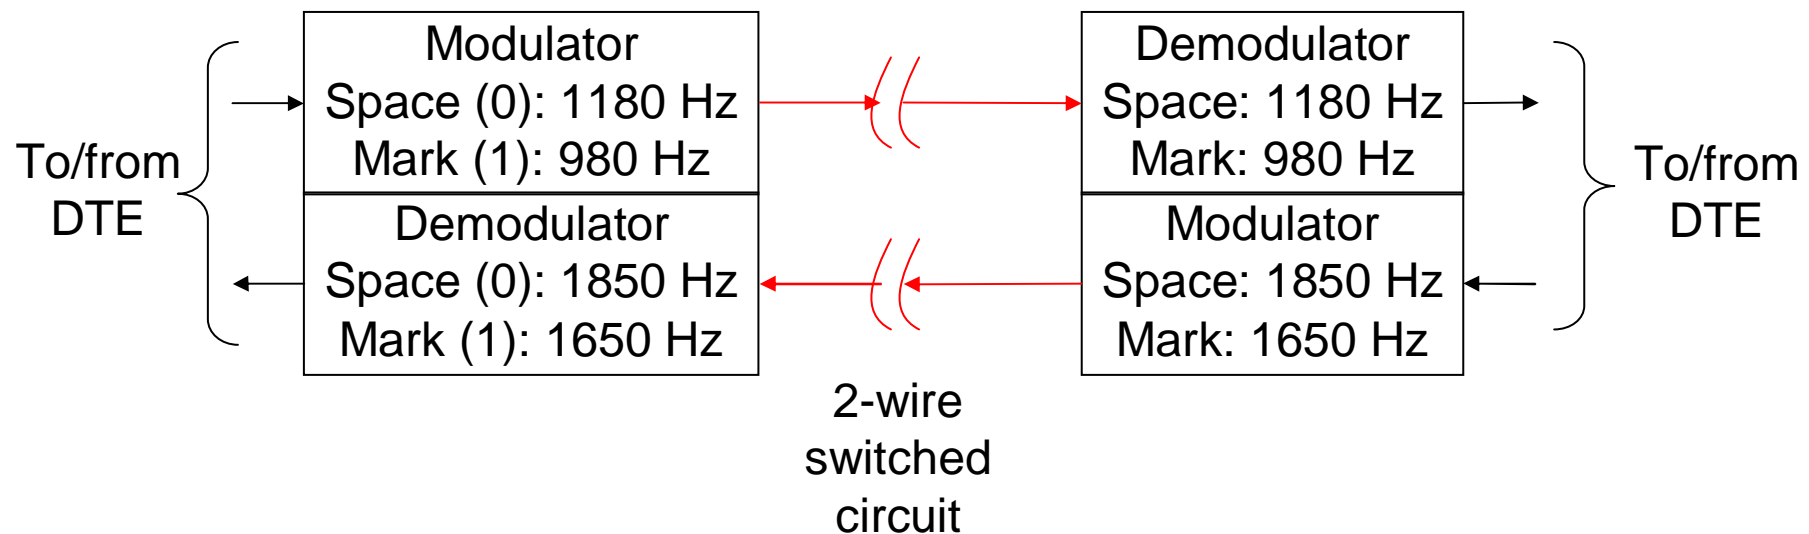 To/from
DTE
Modulator
Space (0): 1180 Hz
Mark (1): 980 Hz
Demodulator
Space (0): 1850 Hz
Mark (1): 1650 Hz
2-wire
switched
circuit
Demodulator
Space: 1180 Hz
Mark: 980 Hz
Modulator
Space: 1850 Hz
Mark: 1650 Hz
To/from
DTE